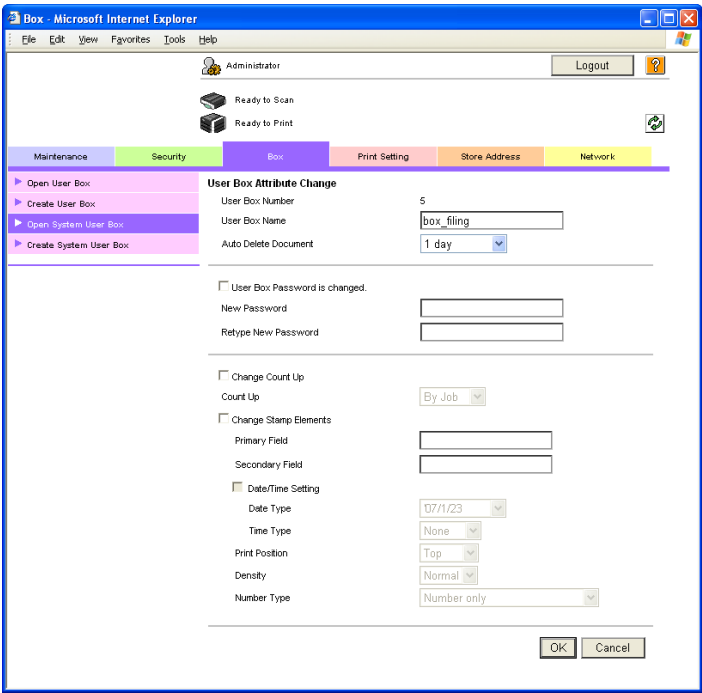 Box - Microsoft Internet Explorer
File Edit View Favorites Tools Help
Administrator
Logout
?
Ready to Scan
Ready to Print
Maintenance Security Box Print Setting Store Address Network
Open User Box
Create User Box
Open System User Box
Create System User Box
User Box Attribute Change
User Box Number 5
User Box Name box_filing
Auto Delete Document 1 day
User Box Password is changed.
New Password
Retype New Password
Change Count Up
Count Up By Job
Change Stamp Elements
Primary Field
Secondary Field
Date/Time Setting
Date Type '07/1/23
Time Type None
Print Position Top
Density Normal
Number Type Number only
OK Cancel